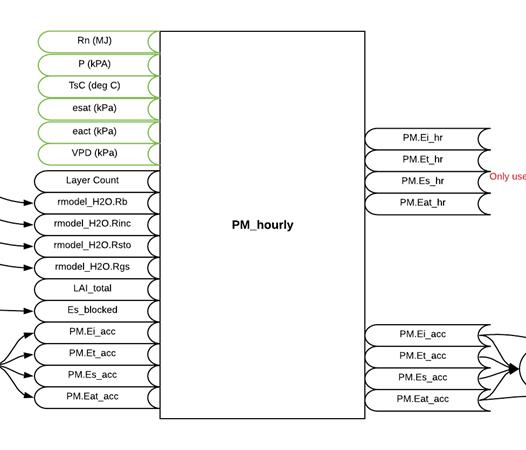 Rn (MJ)
P (kPA)
TsC (deg C)
esat (kPa)
eact (kPa)
VPD (kPa)
Layer Count
rmodel_H2O.Rb
rmodel_H2O.Rinc
rmodel_H2O.Rsto
rmodel_H2O.Rgs
LAI_total
Es_blocked
PM.Ei_acc
PM.Et_acc
PM.Es_acc
PM.Eat_acc
PM_hourly
PM.Ei_hr
PM.Et_hr
PM.Es_hr
PM.Eat_hr
Only use
PM.Ei_acc
PM.Et_acc
PM.Es_acc
PM.Eat_acc